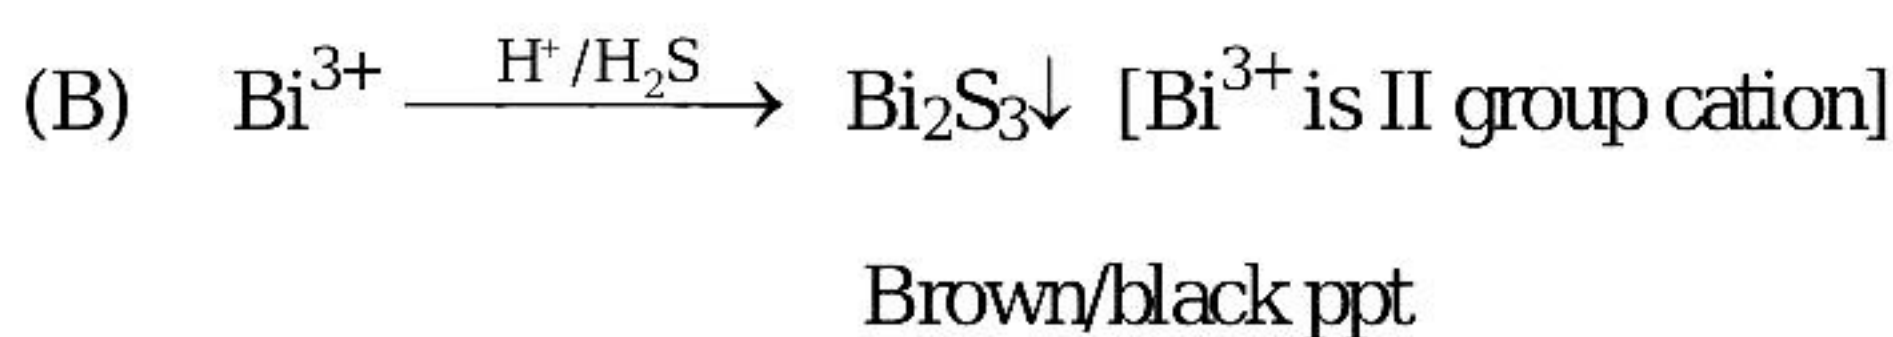 (B) Bi³⁺ —H⁺/H₂S→ Bi₂S₃↓ [Bi³⁺ is II group cation]
Brown/black ppt